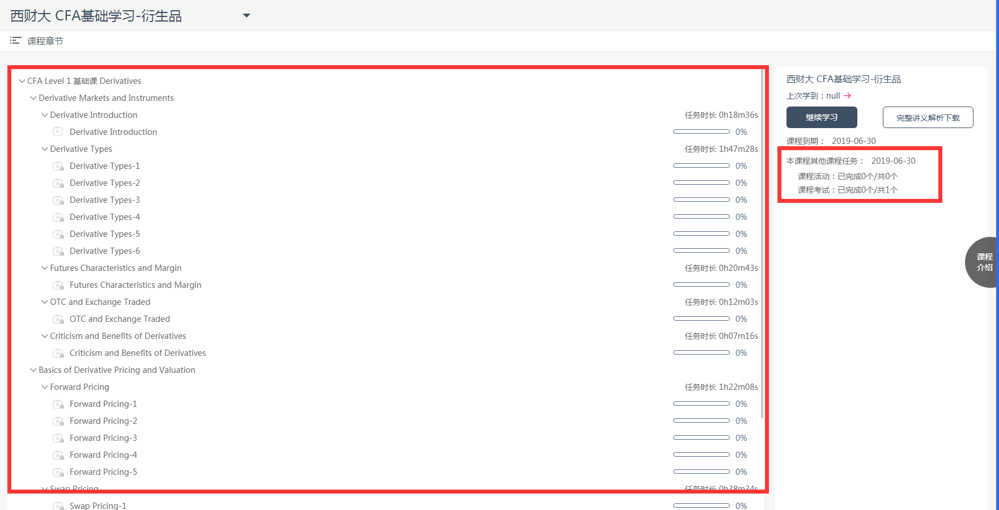 西财大 CFA基础学习-衍生品
课程章节
CFA Level 1 基础课 Derivatives
Derivative Markets and Instruments
Derivative Introduction 任务时长 0h18m36s
Derivative Introduction 0%
Derivative Types 任务时长 1h47m28s
Derivative Types-1 0%
Derivative Types-2 0%
Derivative Types-3 0%
Derivative Types-4 0%
Derivative Types-5 0%
Derivative Types-6 0%
Futures Characteristics and Margin 任务时长 0h20m43s
Futures Characteristics and Margin 0%
OTC and Exchange Traded 任务时长 0h12m03s
OTC and Exchange Traded 0%
Criticism and Benefits of Derivatives 任务时长 0h07m16s
Criticism and Benefits of Derivatives 0%
Basics of Derivative Pricing and Valuation
Forward Pricing 任务时长 1h22m08s
Forward Pricing-1 0%
Forward Pricing-2 0%
Forward Pricing-3 0%
Forward Pricing-4 0%
Forward Pricing-5 0%
Swap Pricing 任务时长 0h38m34s
Swap Pricing-1 0%
西财大 CFA基础学习-衍生品
上次学到：null →
继续学习 完整讲义解析下载
课程到期： 2019-06-30
本课程其他课程任务： 2019-06-30
课程活动：已完成0个/共0个
课程考试：已完成0个/共1个
课程
介绍